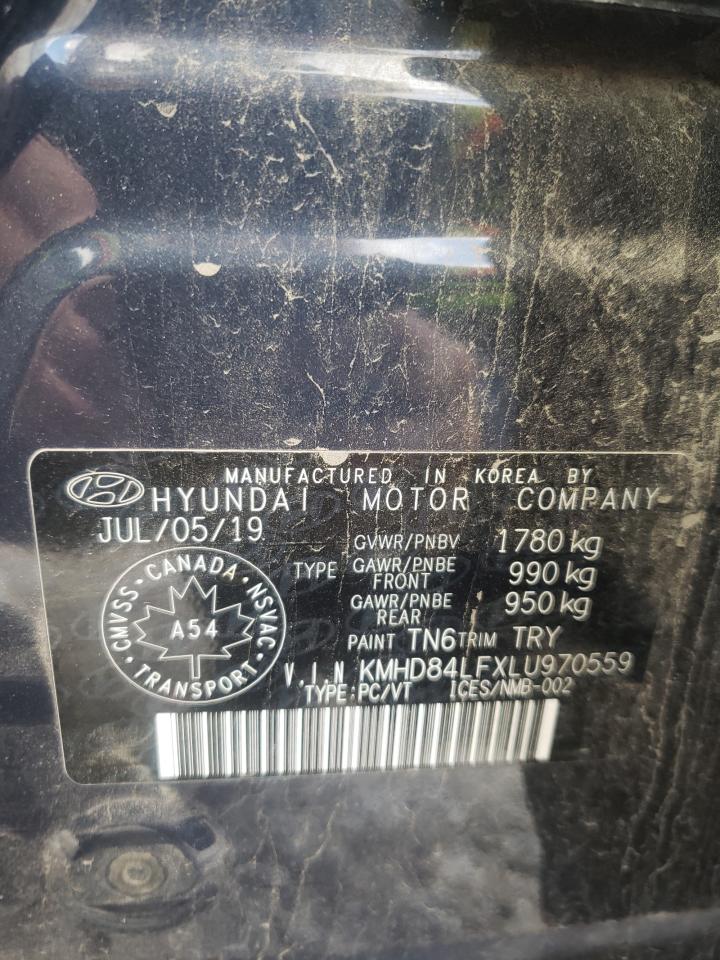 MANUFACTURED IN KOREA BY
HYUNDAI MOTOR COMPANY
JUL/05/19
GVWR/PNBV 1780 kg
TYPE GAWR/PNBE FRONT 990 kg
GAWR/PNBE REAR 950 kg
PAINT TN6 TRIM TRY
V.I.N KMHD84LFXLU970559
TYPE:PC/VT ICES/NMB-002
CMVSS · CANADA · NSVAC · TRANSPORT ·
A54